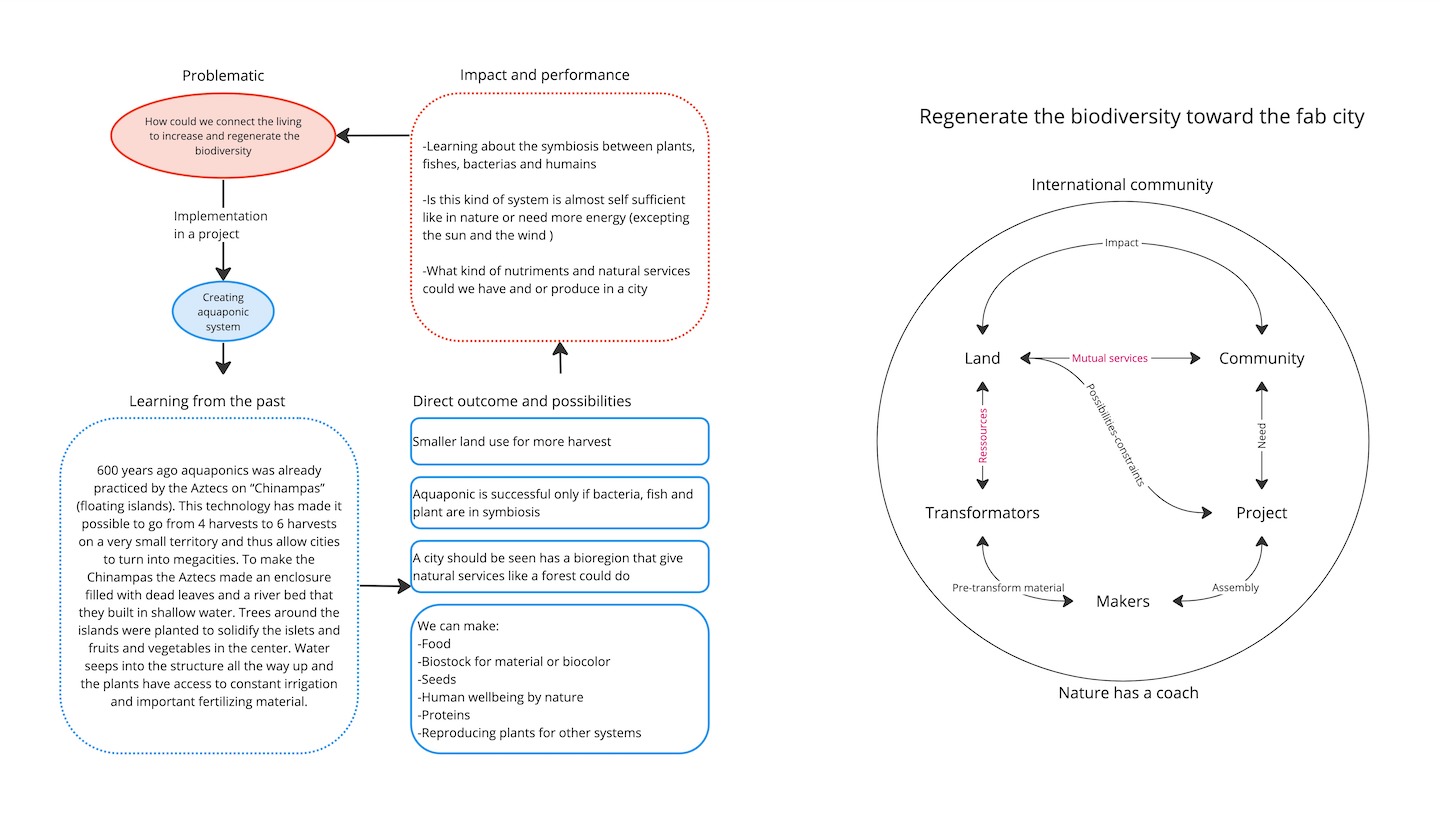 Problematic
How could we connect the living
to increase and regenerate the
biodiversity
Implementation
in a project
Creating
aquaponic
system
Learning from the past
600 years ago aquaponics was already
practiced by the Aztecs on “Chinampas”
(floating islands). This technology has made it
possible to go from 4 harvests to 6 harvests
on a very small territory and thus allow cities
to turn into megacities. To make the
Chinampas the Aztecs made an enclosure
filled with dead leaves and a river bed that
they built in shallow water. Trees around the
islands were planted to solidify the islets and
fruits and vegetables in the center. Water
seeps into the structure all the way up and
the plants have access to constant irrigation
and important fertilizing material.
Impact and performance
-Learning about the symbiosis between plants,
fishes, bacterias and humains
-Is this kind of system is almost self sufficient
like in nature or need more energy (excepting
the sun and the wind )
-What kind of nutriments and natural services
could we have and or produce in a city
Direct outcome and possibilities
Smaller land use for more harvest
Aquaponic is successful only if bacteria, fish and
plant are in symbiosis
A city should be seen has a bioregion that give
natural services like a forest could do
We can make:
-Food
-Biostock for material or biocolor
-Seeds
-Human wellbeing by nature
-Proteins
-Reproducing plants for other systems
Regenerate the biodiversity toward the fab city
International community
Impact
Land
Mutual services
Community
Ressources
Possibilities-constraints
Need
Transformators
Project
Pre-transform material
Assembly
Makers
Nature has a coach